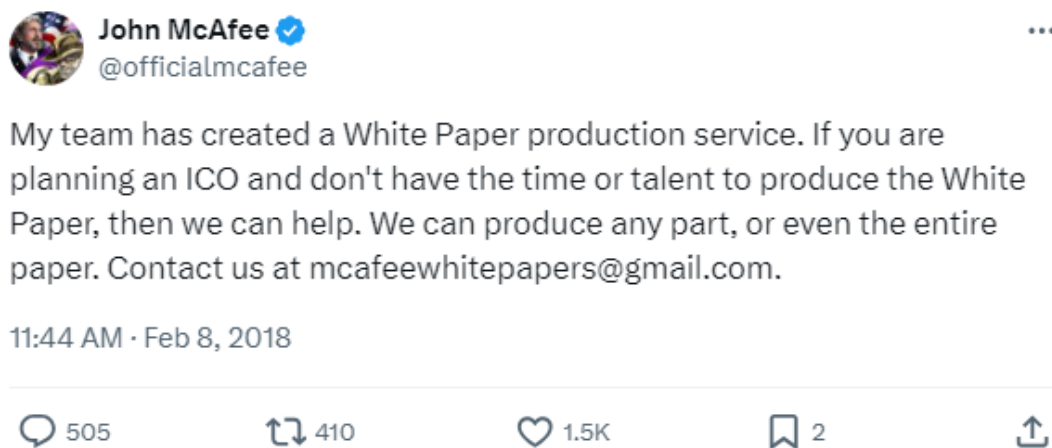 John McAfee
@officialmcafee
My team has created a White Paper production service. If you are
planning an ICO and don't have the time or talent to produce the White
Paper, then we can help. We can produce any part, or even the entire
paper. Contact us at mcafeewhitepapers@gmail.com.
11:44 AM · Feb 8, 2018
505 410 1.5K 2